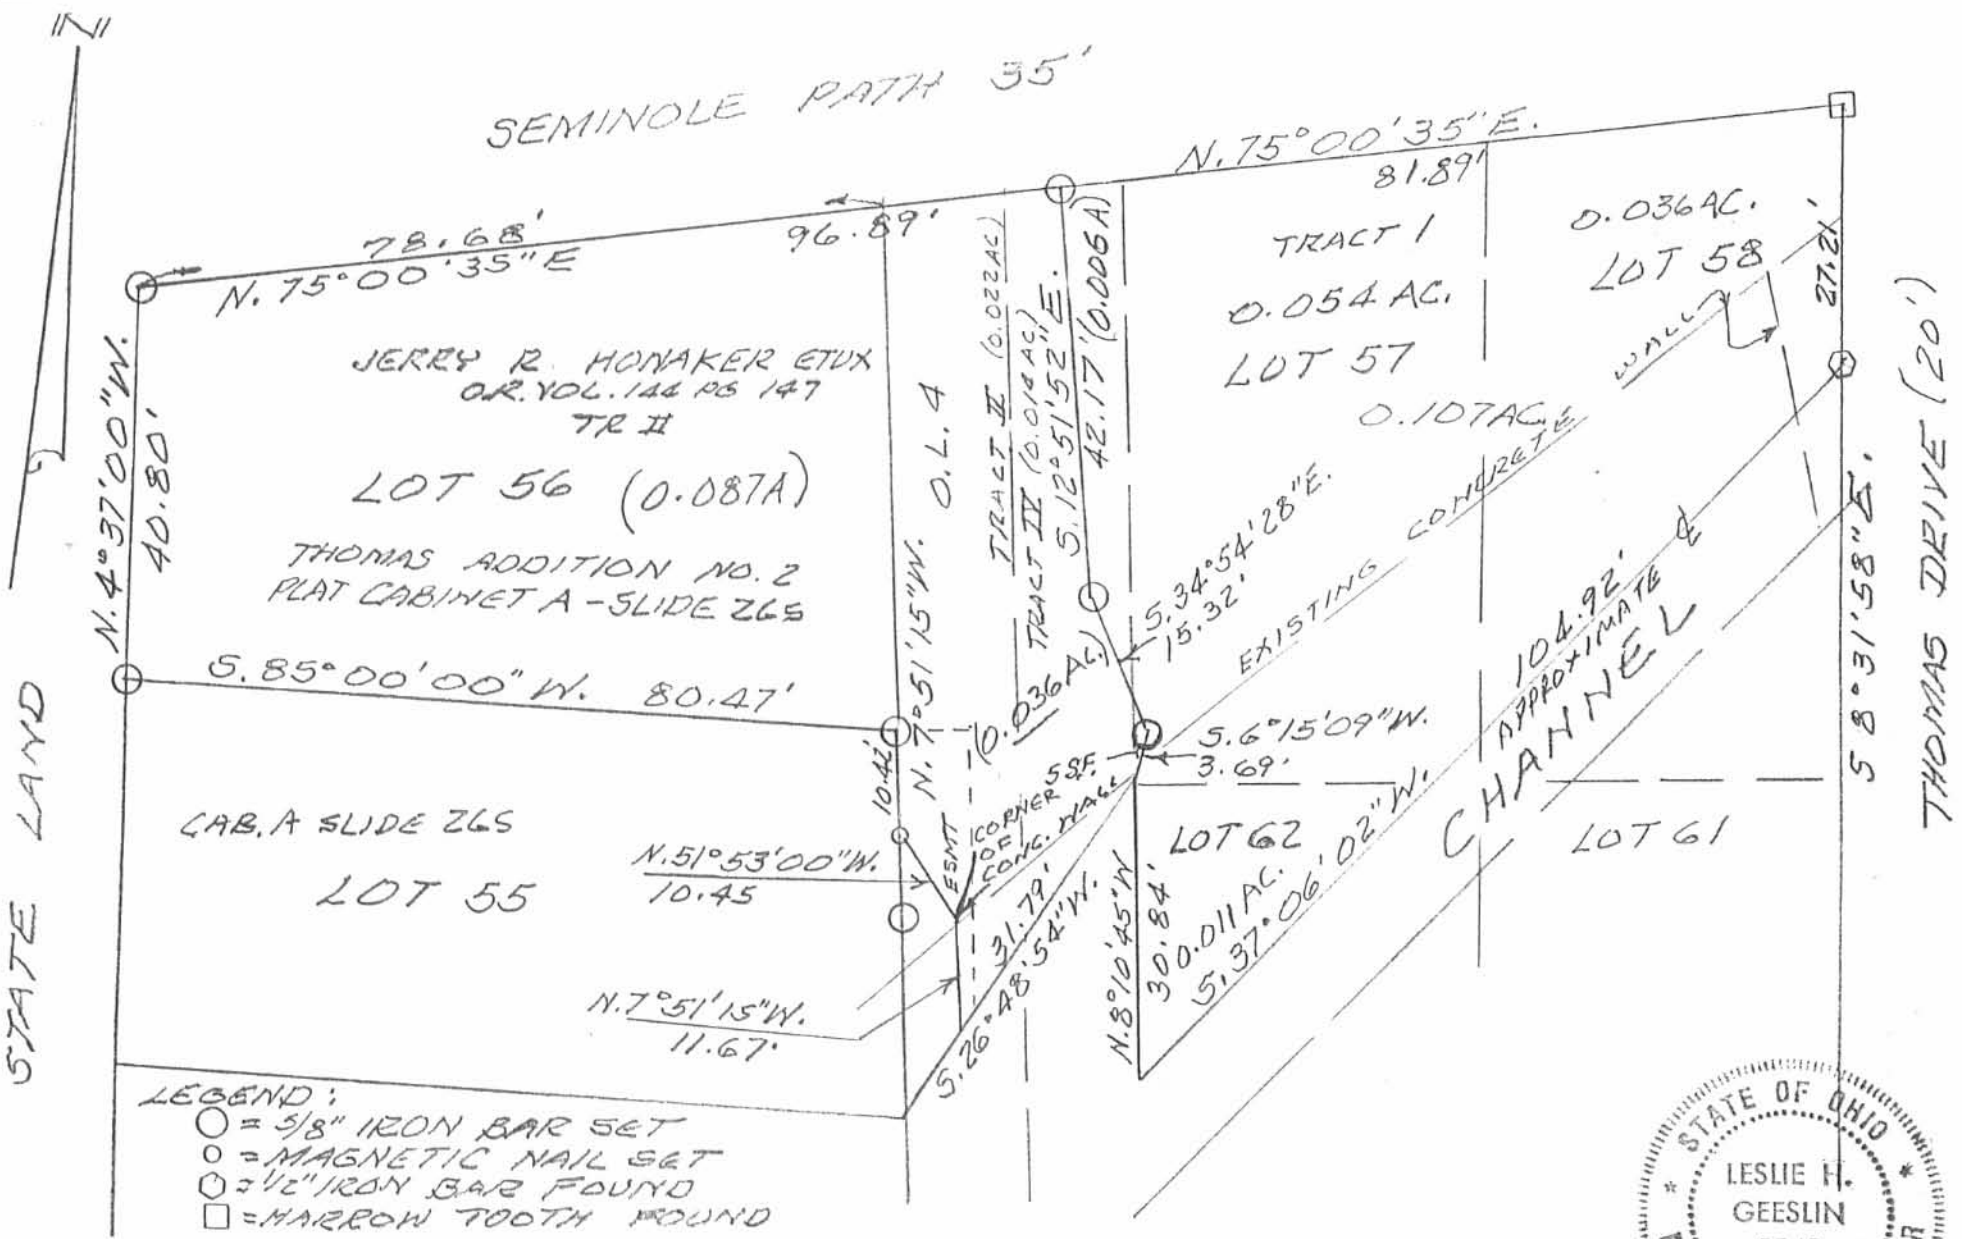 N
SEMINOLE PATH 35'
N. 75°00'35"E.
81.89'
78.68'
N. 75°00'35"E
96.89'
JERRY R. HONAKER ETUX
O.R. VOL. 144 PG 147
TR II
LOT 56 (0.087A)
THOMAS ADDITION NO. 2
PLAT CABINET A-SLIDE 265
N. 4°37'00"W.
40.80'
S. 85°00'00"W. 80.47'
O.L. 4
N. 7°51'15"W.
10.42'
TRACT II (0.022AC)
TRACT IV (0.014 AC.)
(0.036 AC.)
S. 12°51'52"E.
42.17' (0.006A)
TRACT 1
0.054 AC.
LOT 57
0.107AC.
0.036AC.
LOT 58
27.21'
WALL
EXISTING CONCRETE
S. 34°54'28"E.
15.32'
S. 6°15'09"W.
3.69'
104.92'
APPROXIMATE ℄
CHANNEL
S 8°31'58"E.
THOMAS DRIVE (20')
STATE LAND
CAB. A SLIDE 265
LOT 55
N. 51°53'00"W.
10.45
ESMT
CORNER
OF
CONC. WALL
31.79'
S. 26°48'54"W.
N. 7°51'15"W.
11.67'
LOT 62
0.011 AC.
N. 8°10'45"W
30.84'
S. 37°06'02"W.
LOT 61
LEGEND:
○ = 5/8" IRON BAR SET
○ = MAGNETIC NAIL SET
= 1/2" IRON BAR FOUND
□ = HARROW TOOTH FOUND
STATE OF OHIO
LESLIE H.
GEESLIN